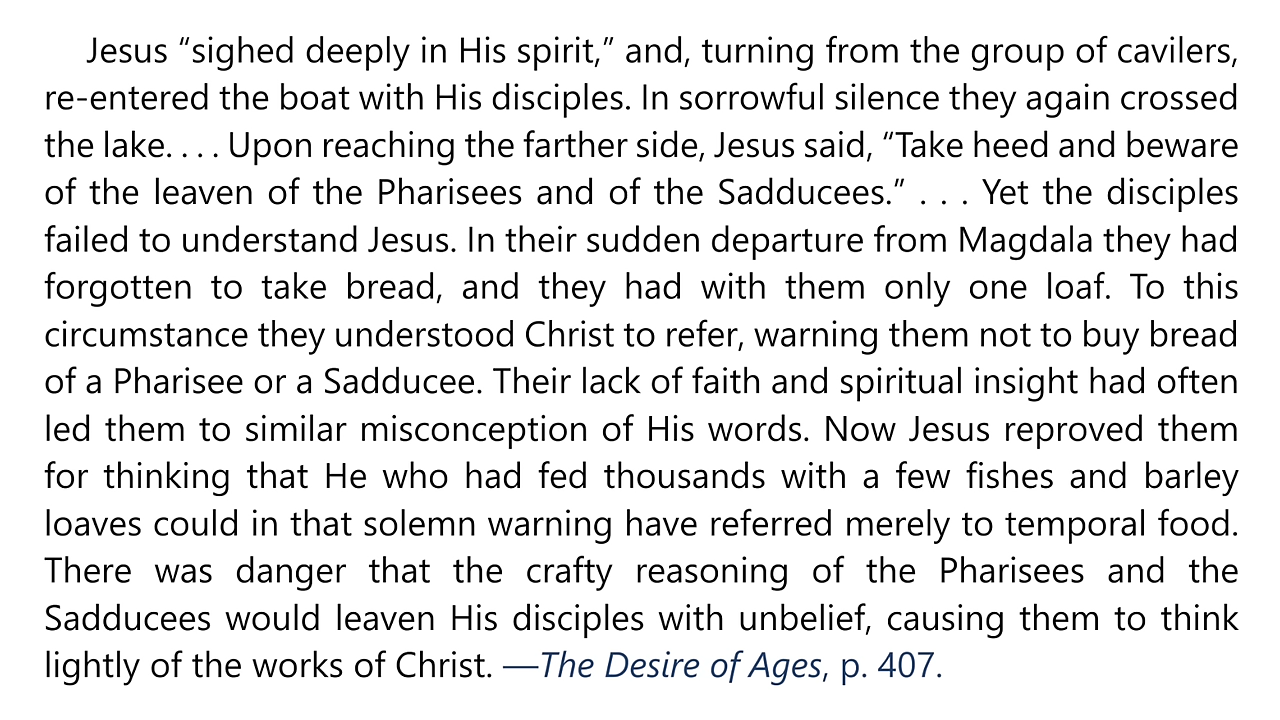 Jesus “sighed deeply in His spirit,” and, turning from the group of cavilers,
re-entered the boat with His disciples. In sorrowful silence they again crossed
the lake. . . . Upon reaching the farther side, Jesus said, “Take heed and beware
of the leaven of the Pharisees and of the Sadducees.” . . . Yet the disciples
failed to understand Jesus. In their sudden departure from Magdala they had
forgotten to take bread, and they had with them only one loaf. To this
circumstance they understood Christ to refer, warning them not to buy bread
of a Pharisee or a Sadducee. Their lack of faith and spiritual insight had often
led them to similar misconception of His words. Now Jesus reproved them
for thinking that He who had fed thousands with a few fishes and barley
loaves could in that solemn warning have referred merely to temporal food.
There was danger that the crafty reasoning of the Pharisees and the
Sadducees would leaven His disciples with unbelief, causing them to think
lightly of the works of Christ. —The Desire of Ages, p. 407.